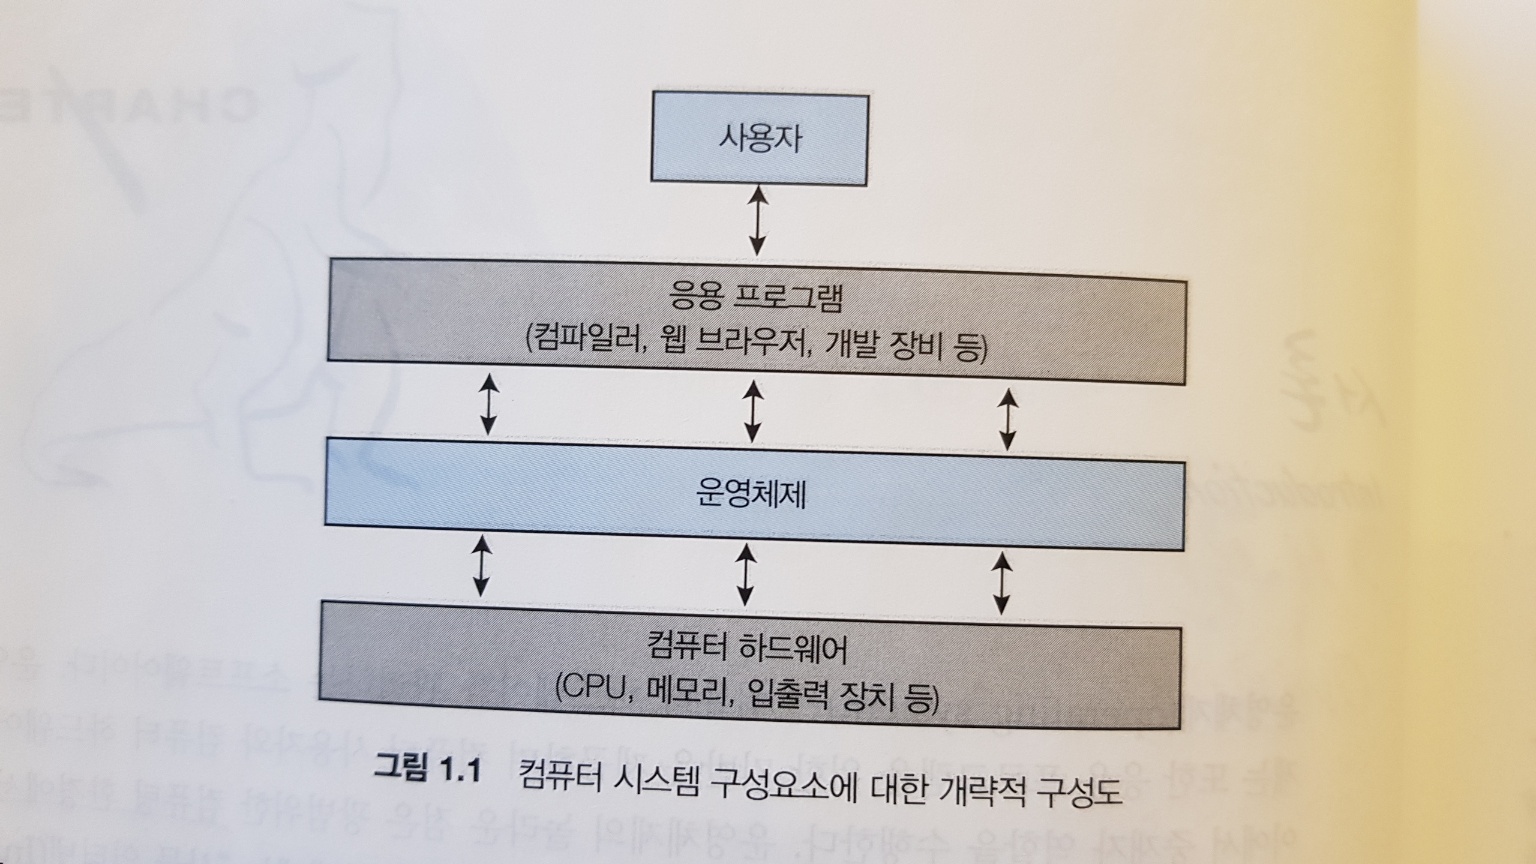 사용자
응용 프로그램
(컴파일러, 웹 브라우저, 개발 장비 등)
운영체제
컴퓨터 하드웨어
(CPU, 메모리, 입출력 장치 등)
그림 1.1 컴퓨터 시스템 구성요소에 대한 개략적 구성도